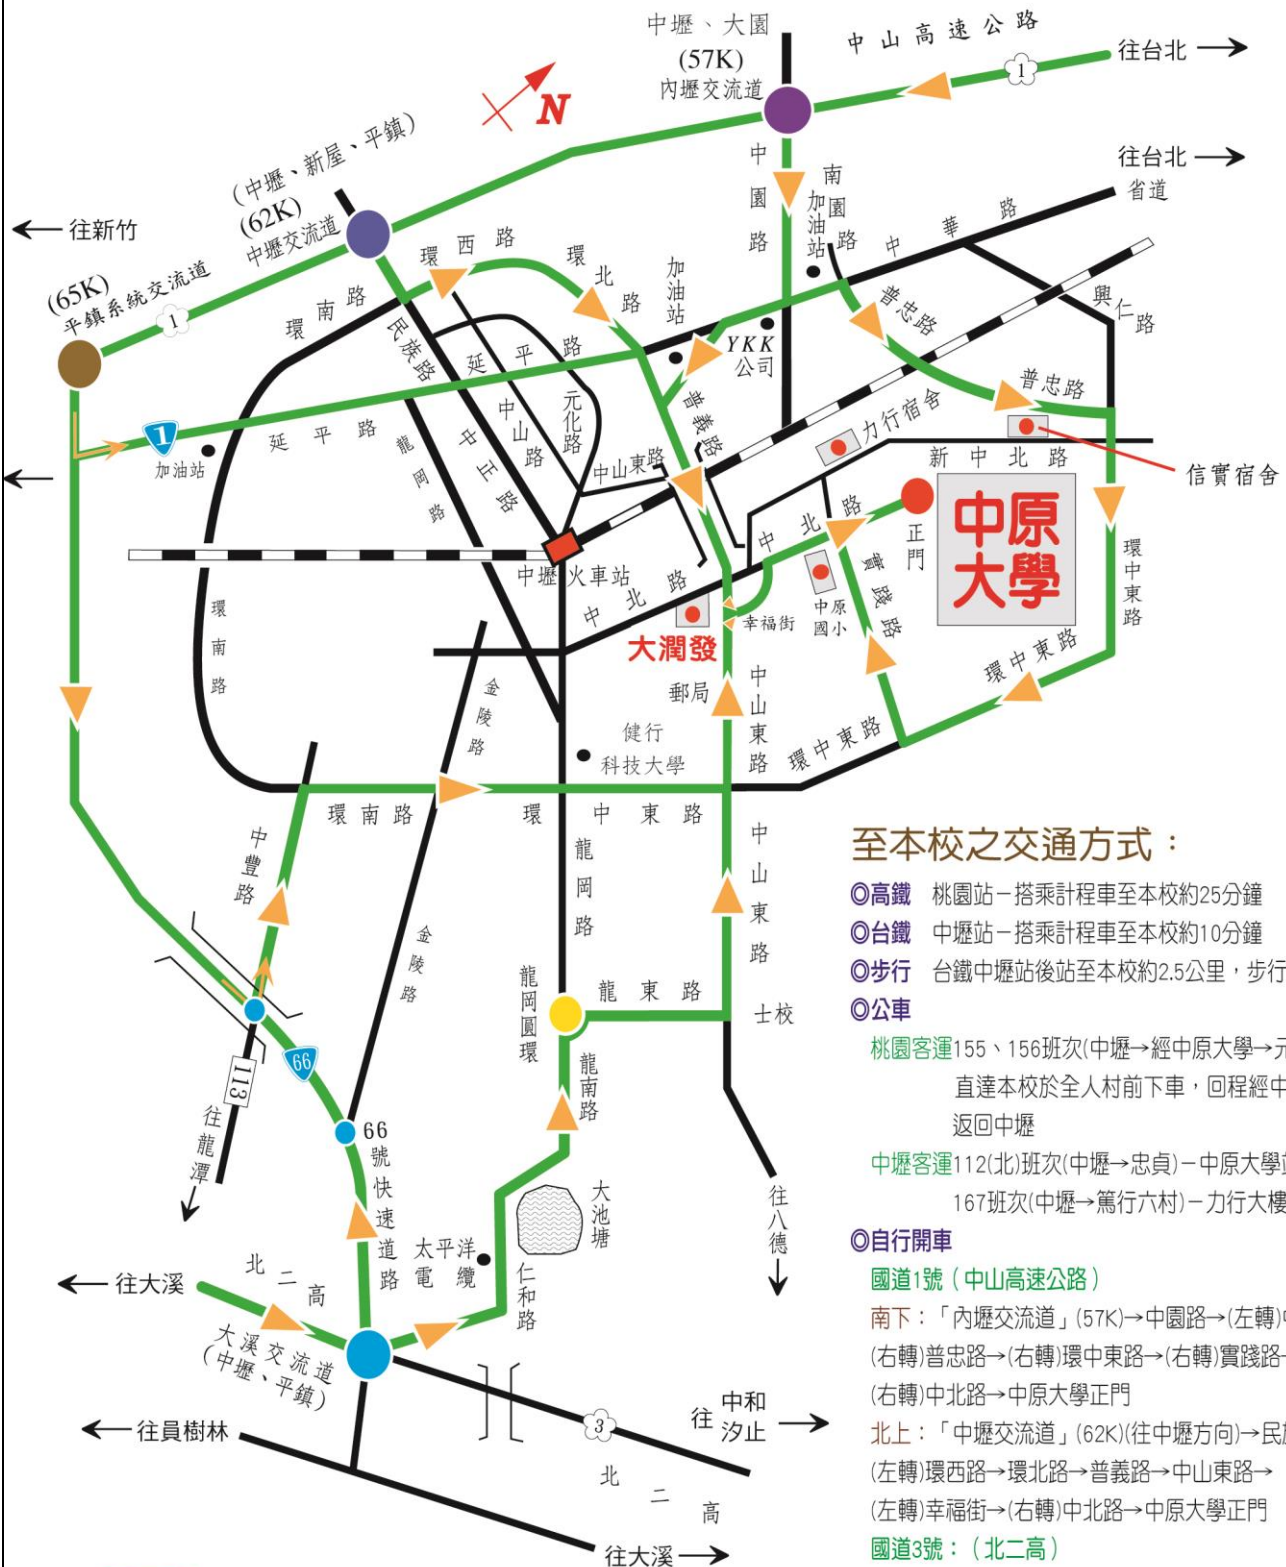 中壢、大園
(57K)
內壢交流道
中山高速公路
1
往台北
N
往台北
省道
(中壢、新屋、平鎮)
(62K)
中壢交流道
往新竹
(65K)
平鎮系統交流道
1
環南路
環西路
環北路
加油站
中園路
南園路
加油站
中華路
普忠路
興仁路
YKK
公司
民族路
延平路
元化路
中山路
中正路
龍岡路
延平路
1
加油站
中山東路
普義路
力行宿舍
普忠路
新中北路
信實宿舍
中北路
正門
中原
大學
環中東路
中壢火車站
中北路
大潤發
幸福街
中原
國小
實踐路
環中東路
環南路
金陵路
郵局
中山東路
健行
科技大學
環中東路
環南路
環中東路
中豐路
龍岡路
中山東路
金陵路
龍岡圓環
龍東路
士校
66
113
往龍潭
66號快速道路
龍南路
大池塘
太平洋
電纜
仁和路
往八德
往大溪
北二高
大溪交流道
(中壢、平鎮)
往員樹林
3
往
中和
汐止
北二高
往大溪
至本校之交通方式：
◎高鐵 桃園站－搭乘計程車至本校約25分鐘
◎台鐵 中壢站－搭乘計程車至本校約10分鐘
◎步行 台鐵中壢站後站至本校約2.5公里，步行
◎公車
桃園客運155、156班次(中壢→經中原大學→元
直達本校於全人村前下車，回程經中
返回中壢
中壢客運112(北)班次(中壢→忠貞)－中原大學
167班次(中壢→篤行六村)－力行大樓
◎自行開車
國道1號（中山高速公路）
南下：「內壢交流道」(57K)→中園路→(左轉)
(右轉)普忠路→(右轉)環中東路→(右轉)實踐路
(右轉)中北路→中原大學正門
北上：「中壢交流道」(62K)(往中壢方向)→民
(左轉)環西路→環北路→普義路→中山東路→
(左轉)幸福街→(右轉)中北路→中原大學正門
國道3號：（北二高）